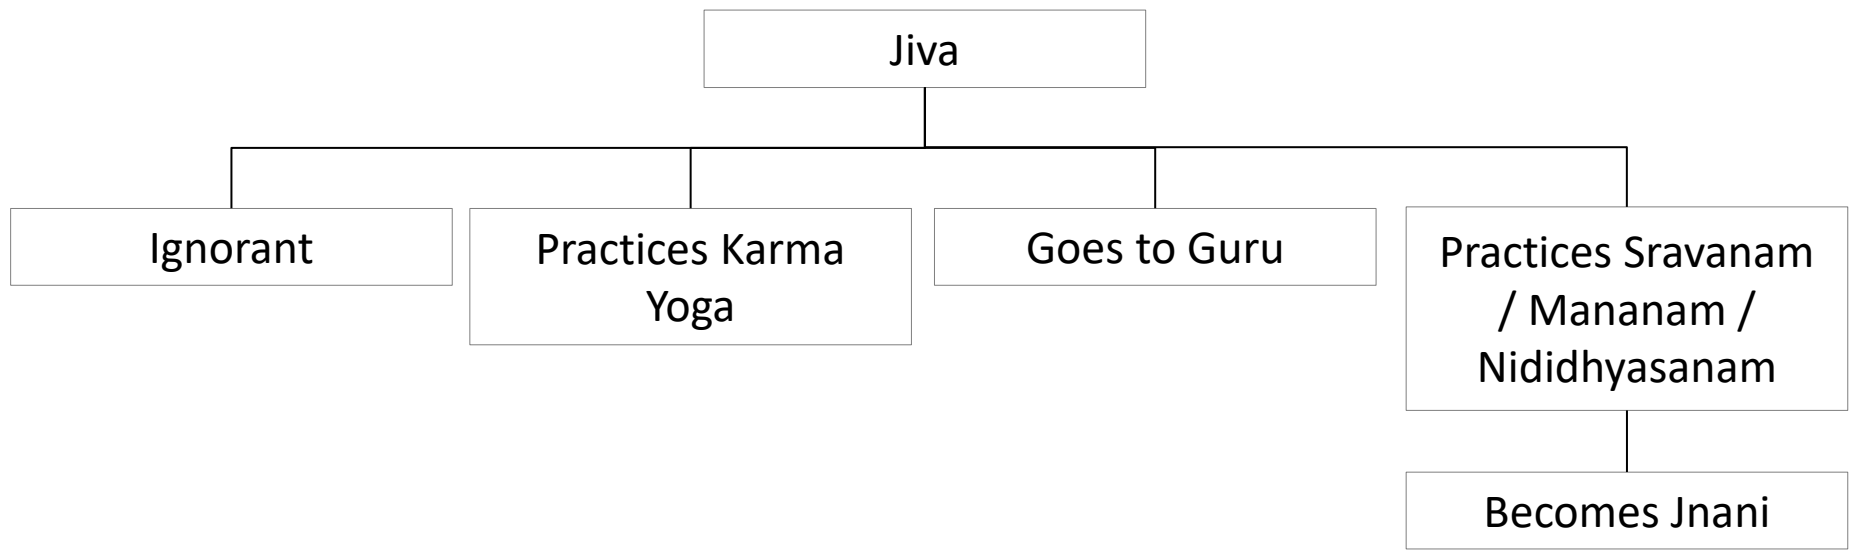 Jiva
Ignorant
Practices Karma
Yoga
Goes to Guru
Practices Sravanam
/ Mananam /
Nididhyasanam
Becomes Jnani